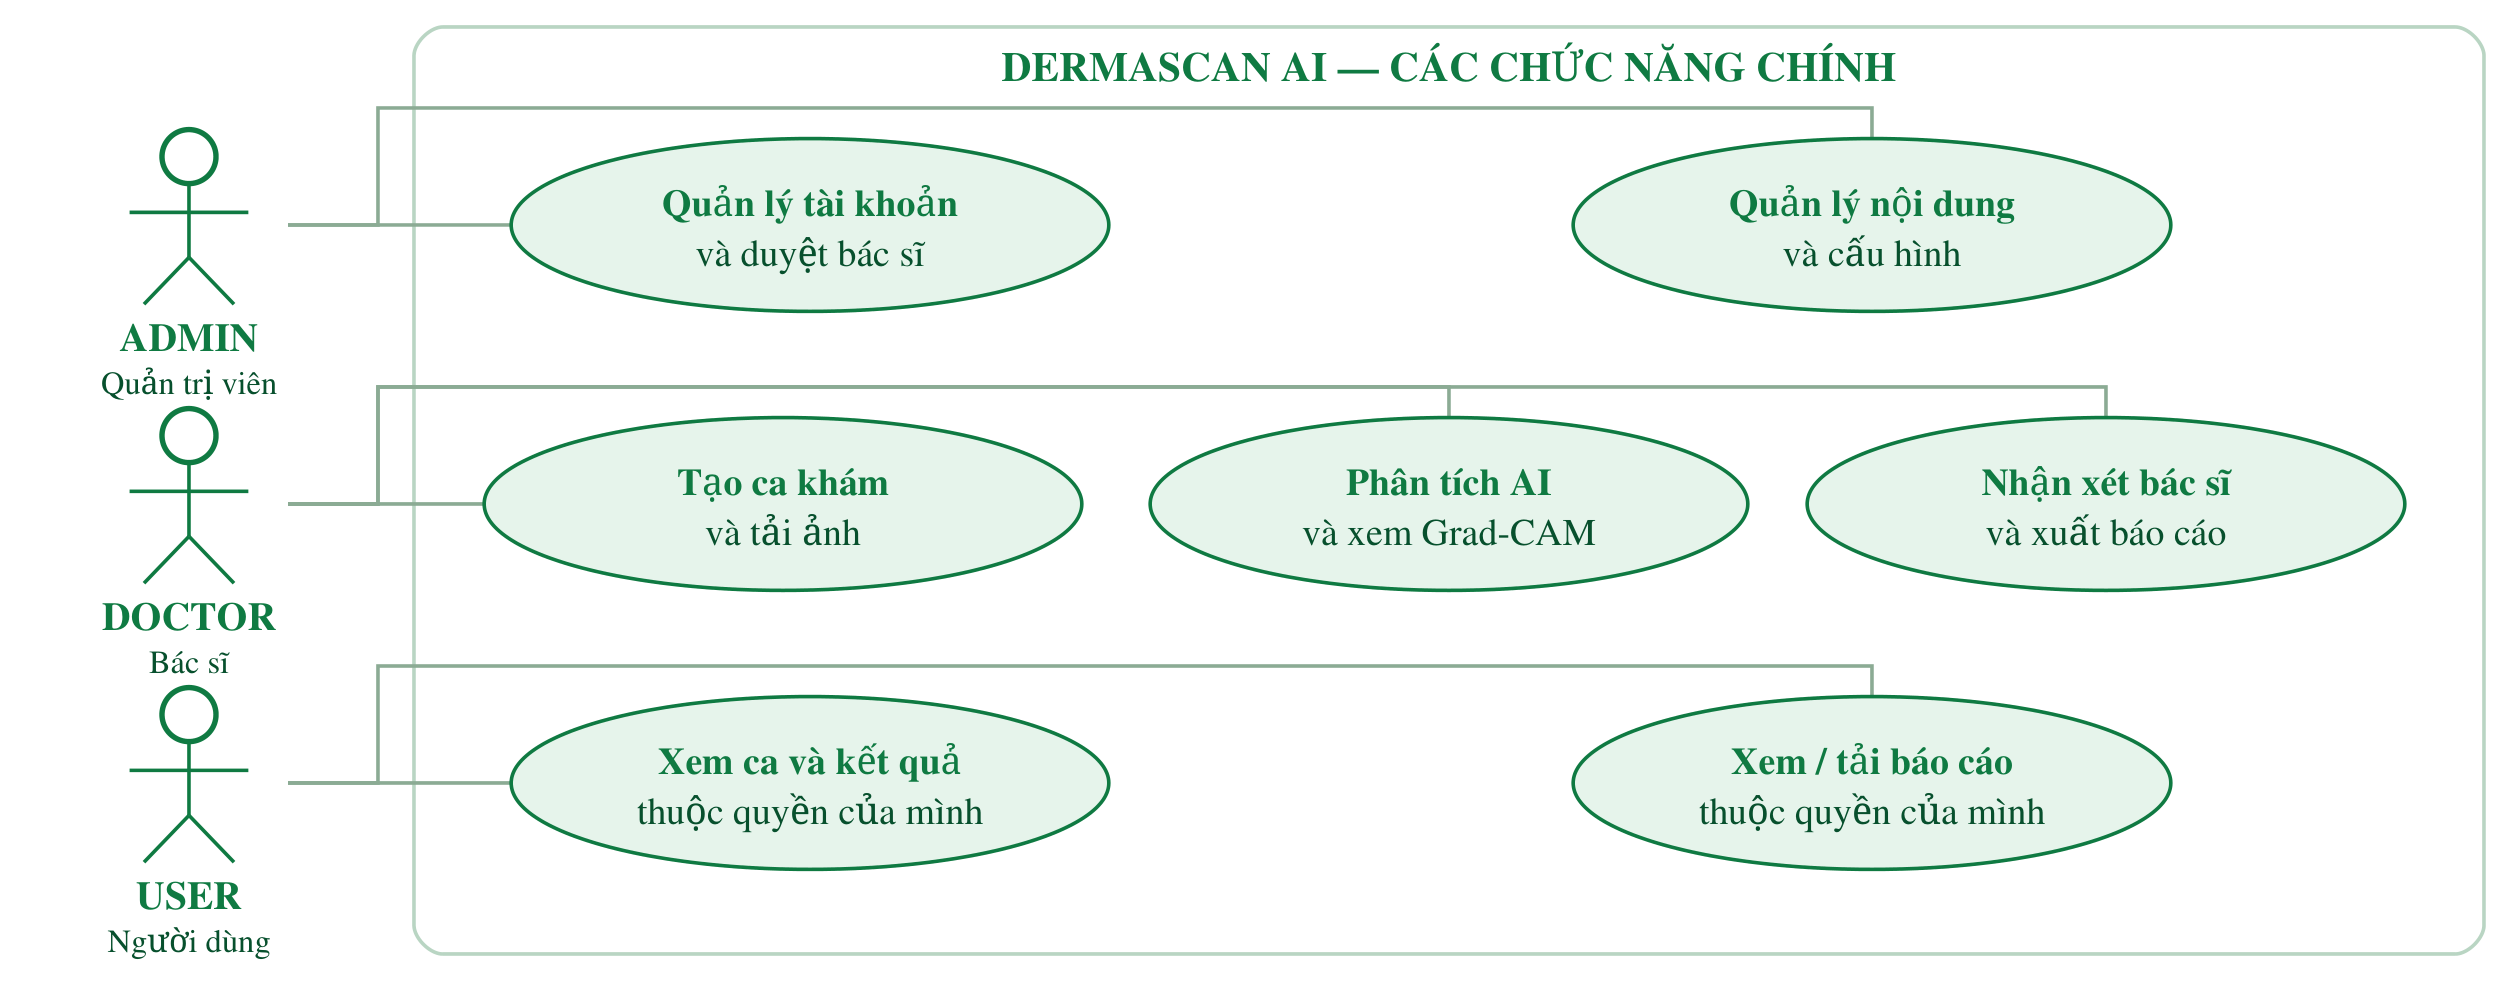 DERMASCAN AI — CÁC CHỨC NĂNG CHÍNH
Quản lý tài khoản
và duyệt bác sĩ
Quản lý nội dung
và cấu hình
ADMIN
Quản trị viên
Tạo ca khám
và tải ảnh
Phân tích AI
và xem Grad-CAM
Nhận xét bác sĩ
và xuất báo cáo
DOCTOR
Bác sĩ
Xem ca và kết quả
thuộc quyền của mình
Xem / tải báo cáo
thuộc quyền của mình
USER
Người dùng